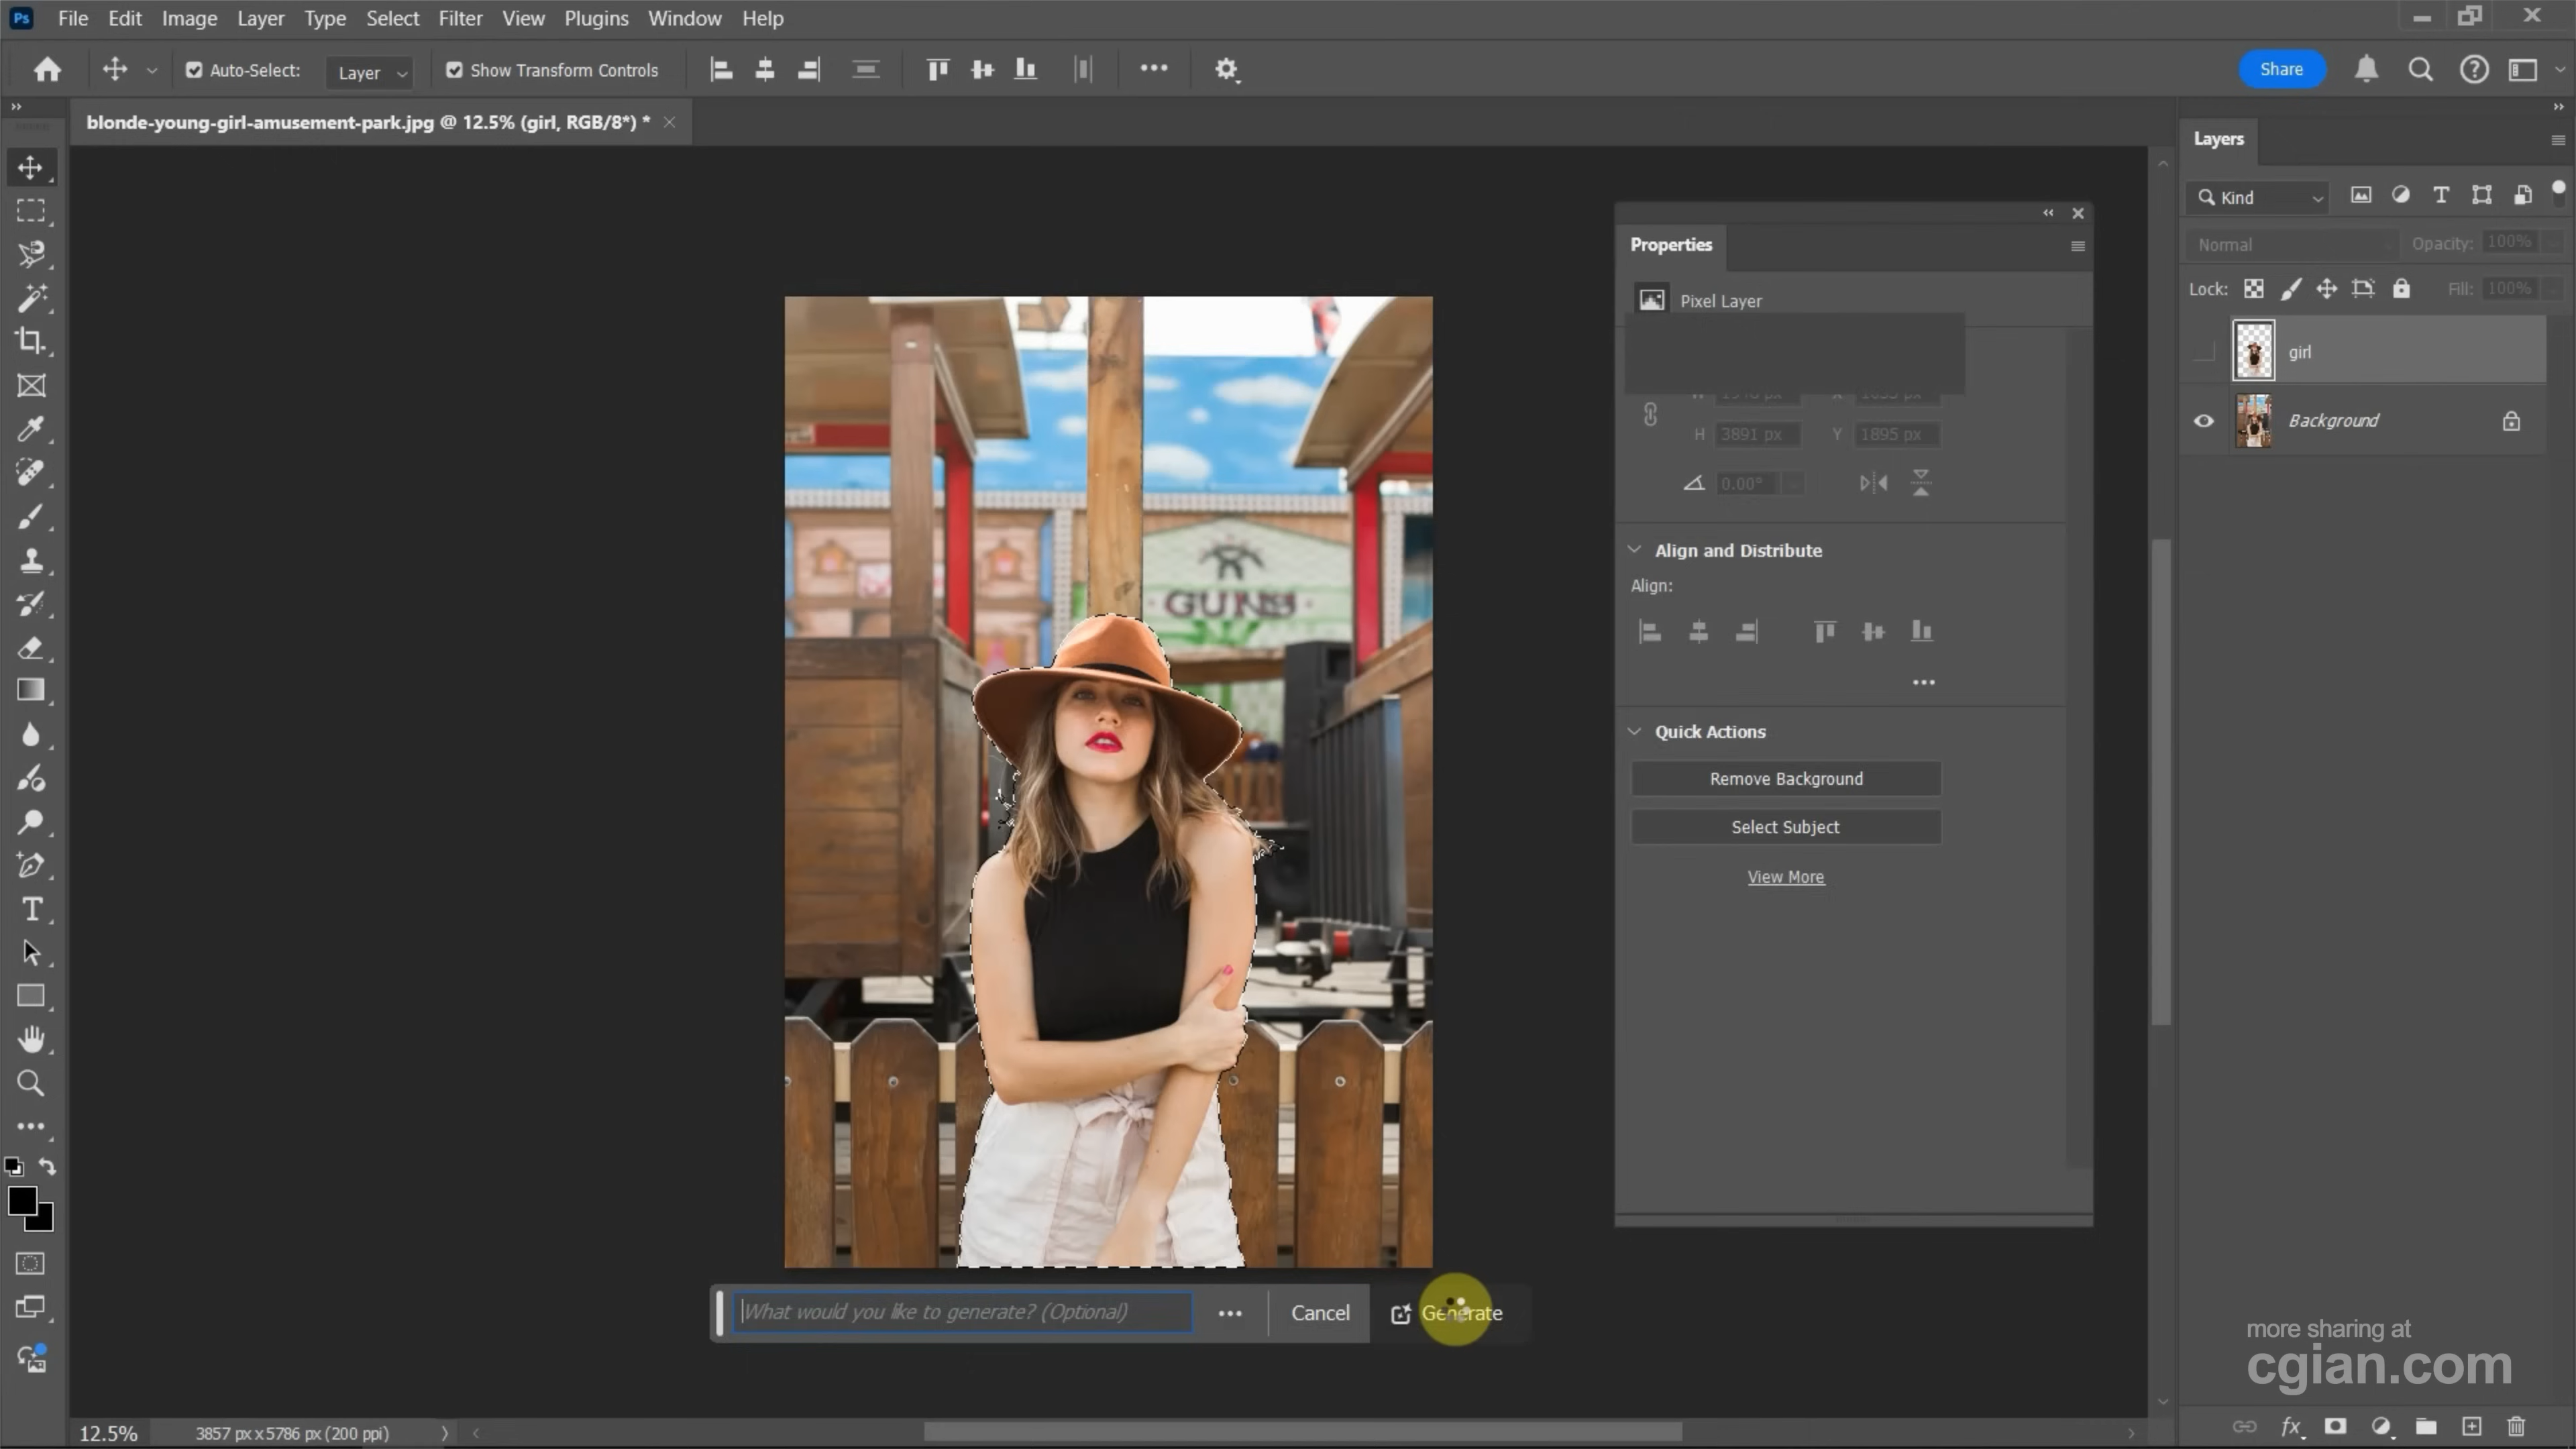 Ps File Edit Image Layer Type Select Filter View Plugins Window Help
Auto-Select: Layer Show Transform Controls Share
blonde-young-girl-amusement-park.jpg @ 12.5% (girl, RGB/8*) *
Layers
Kind
Normal Opacity: 100%
Lock: Fill: 100%
girl
Background
Properties
Pixel Layer
H 3891 px Y 1895 px
0.00°
Align and Distribute
Align:
Quick Actions
Remove Background
Select Subject
View More
GUNS
What would you like to generate? (Optional) Cancel Generate
more sharing at
cgian.com
12.5% 3857 px x 5786 px (200 ppi)